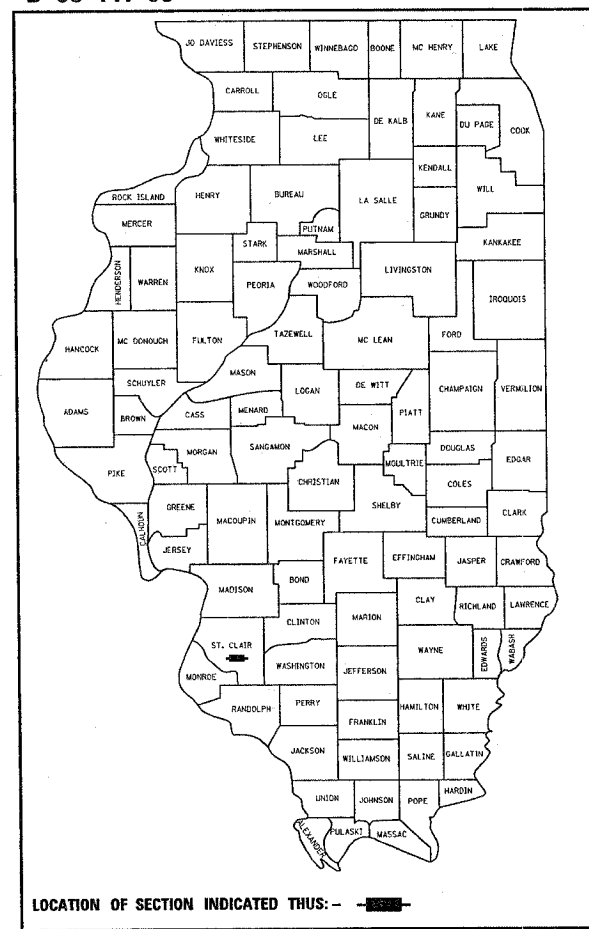 JO DAVIESS STEPHENSON WINNEBAGO BOONE MC HENRY LAKE
CARROLL OGLE
DE KALB KANE DU PAGE COOK
WHITESIDE LEE
KENDALL
WILL
ROCK ISLAND HENRY BUREAU LA SALLE GRUNDY
MERCER PUTNAM
STARK KANKAKEE
MARSHALL
HENDERSON WARREN KNOX PEORIA WOODFORD LIVINGSTON
IROQUOIS
TAZEWELL
HANCOCK MC DONOUGH FULTON MC LEAN FORD
MASON
SCHUYLER LOGAN DE WITT CHAMPAIGN VERMILION
ADAMS BROWN CASS MENARD PIATT
MACON
MORGAN SANGAMON DOUGLAS
PIKE SCOTT MOULTRIE EDGAR
CHRISTIAN COLES
GREENE MACOUPIN MONTGOMERY SHELBY
CALHOUN CUMBERLAND CLARK
JERSEY FAYETTE EFFINGHAM JASPER CRAWFORD
MADISON BOND
CLAY RICHLAND LAWRENCE
CLINTON MARION
ST. CLAIR WAYNE EDWARDS WABASH
WASHINGTON JEFFERSON
MONROE
RANDOLPH PERRY HAMILTON WHITE
FRANKLIN
JACKSON WILLIAMSON SALINE GALLATIN
HARDIN
UNION JOHNSON POPE
ALEXANDER PULASKI MASSAC
LOCATION OF SECTION INDICATED THUS: -